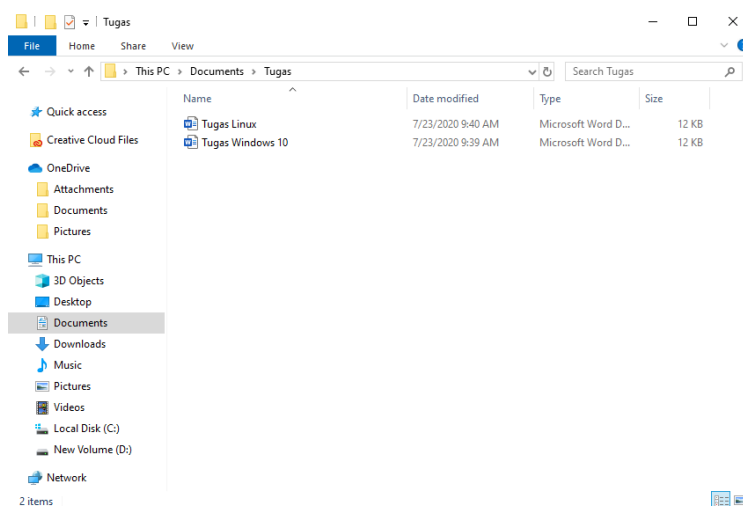 Tugas
File Home Share View
This PC > Documents > Tugas Search Tugas
Name Date modified Type Size
Tugas Linux 7/23/2020 9:40 AM Microsoft Word D... 12 KB
Tugas Windows 10 7/23/2020 9:39 AM Microsoft Word D... 12 KB
Quick access
Creative Cloud Files
OneDrive
Attachments
Documents
Pictures
This PC
3D Objects
Desktop
Documents
Downloads
Music
Pictures
Videos
Local Disk (C:)
New Volume (D:)
Network
2 items